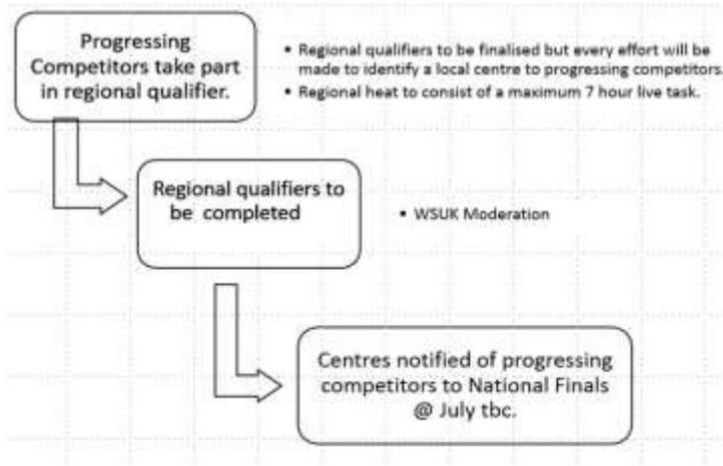 Progressing
Competitors take part
in regional qualifier.
• Regional qualifiers to be finalised but every effort will be
made to identify a local centre to progressing competitors.
• Regional heat to consist of a maximum 7 hour live task.
Regional qualifiers to
be completed
• WSUK Moderation
Centres notified of progressing
competitors to National Finals
@ July tbc.